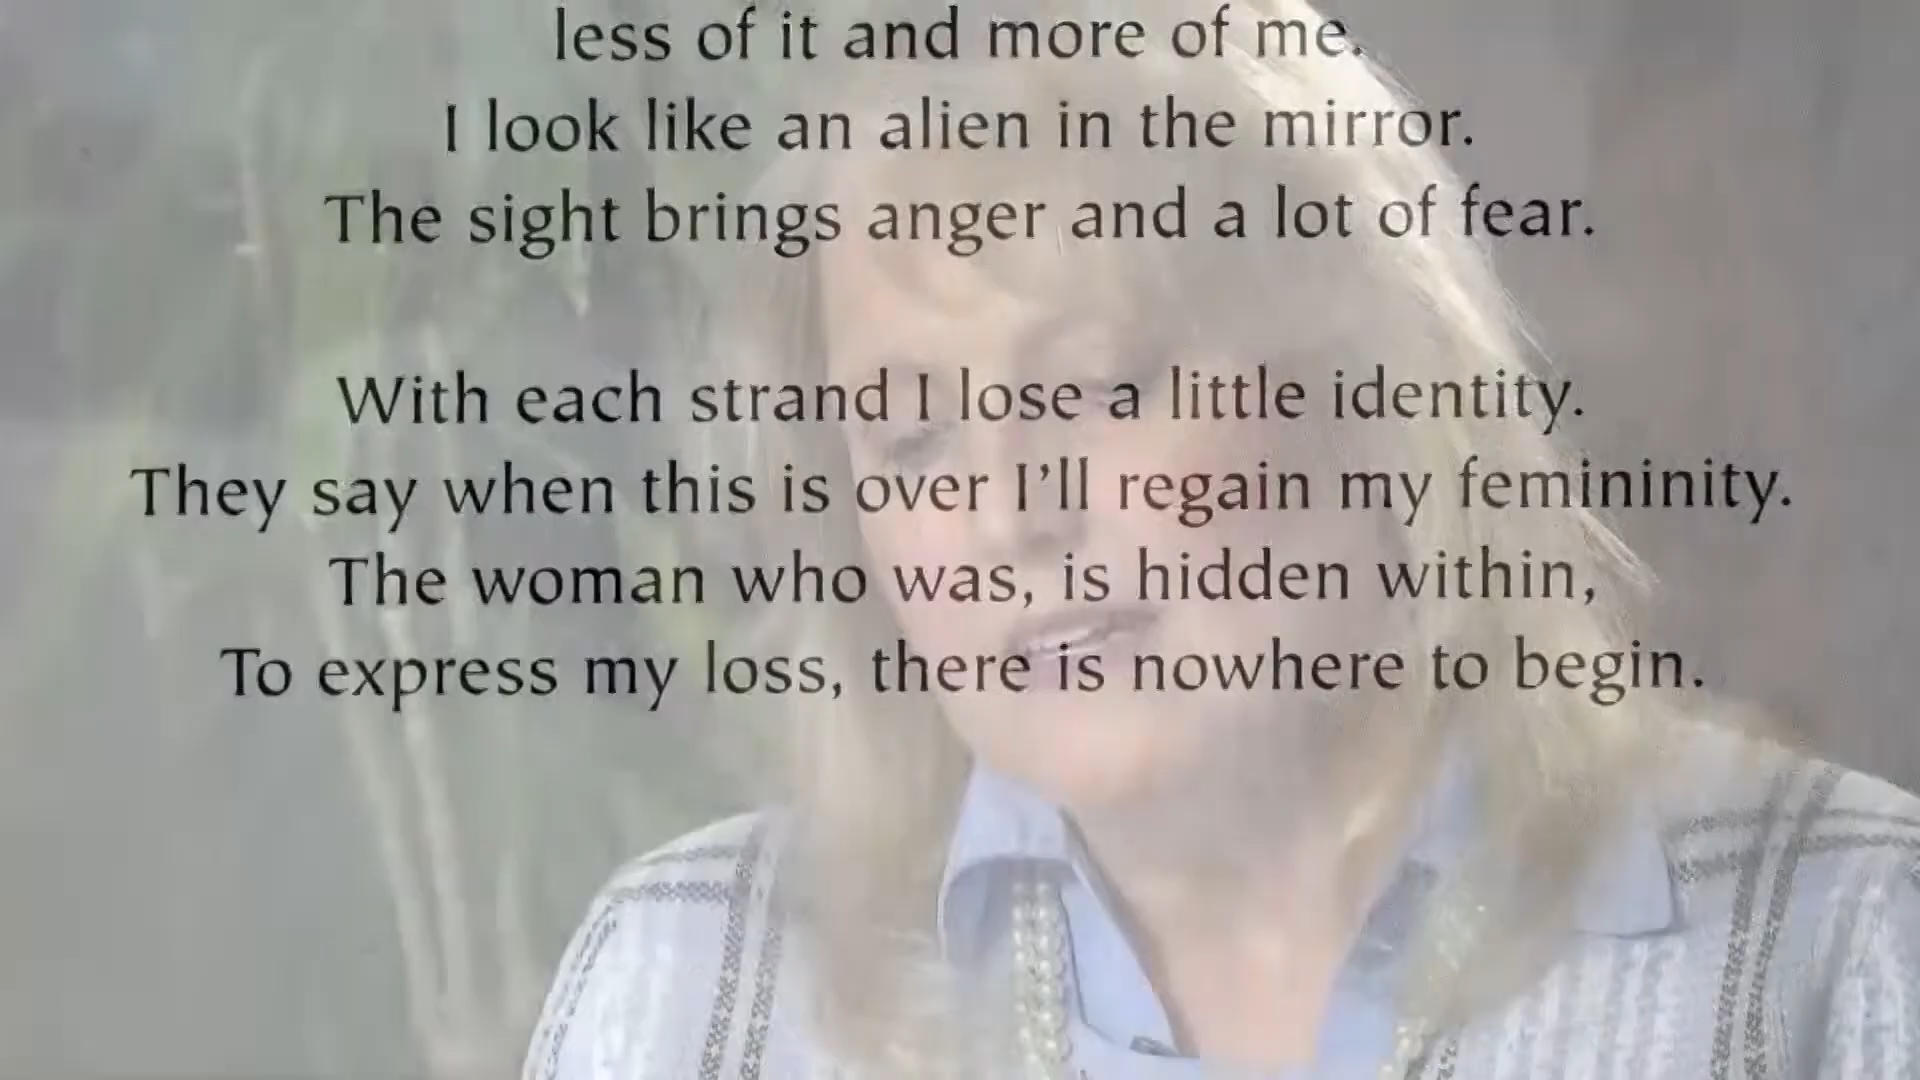 less of it and more of me.
I look like an alien in the mirror.
The sight brings anger and a lot of fear.
With each strand I lose a little identity.
They say when this is over I’ll regain my femininity.
The woman who was, is hidden within,
To express my loss, there is nowhere to begin.